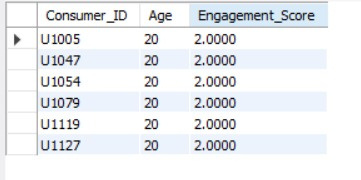 Consumer_ID Age Engagement_Score
U1005 20 2.0000
U1047 20 2.0000
U1054 20 2.0000
U1079 20 2.0000
U1119 20 2.0000
U1127 20 2.0000